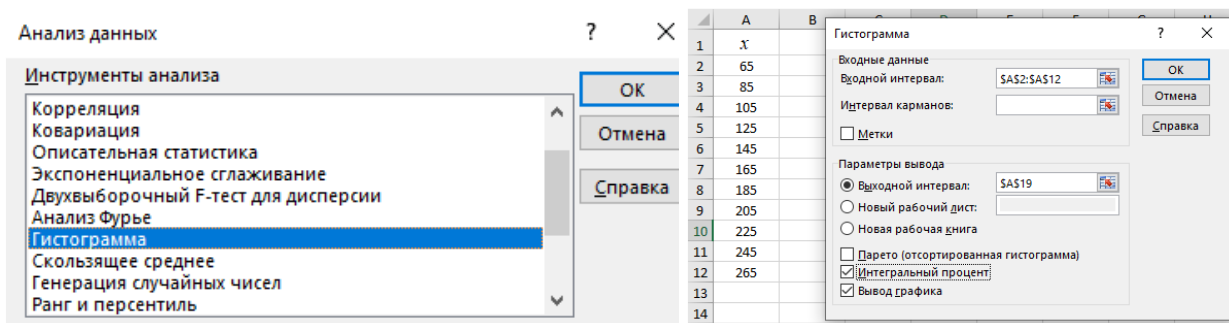 Анализ данных ? ×
Инструменты анализа
Корреляция
Ковариация
Описательная статистика
Экспоненциальное сглаживание
Двухвыборочный F-тест для дисперсии
Анализ Фурье
Гистограмма
Скользящее среднее
Генерация случайных чисел
Ранг и персентиль
OK
Отмена
Справка
A B
1 x
2 65
3 85
4 105
5 125
6 145
7 165
8 185
9 205
10 225
11 245
12 265
13
14
Гистограмма ? ×
Входные данные
Входной интервал: $A$2:$A$12
Интервал карманов:
Метки
Параметры вывода
Выходной интервал: $A$19
Новый рабочий лист:
Новая рабочая книга
Парето (отсортированная гистограмма)
Интегральный процент
Вывод графика
OK
Отмена
Справка